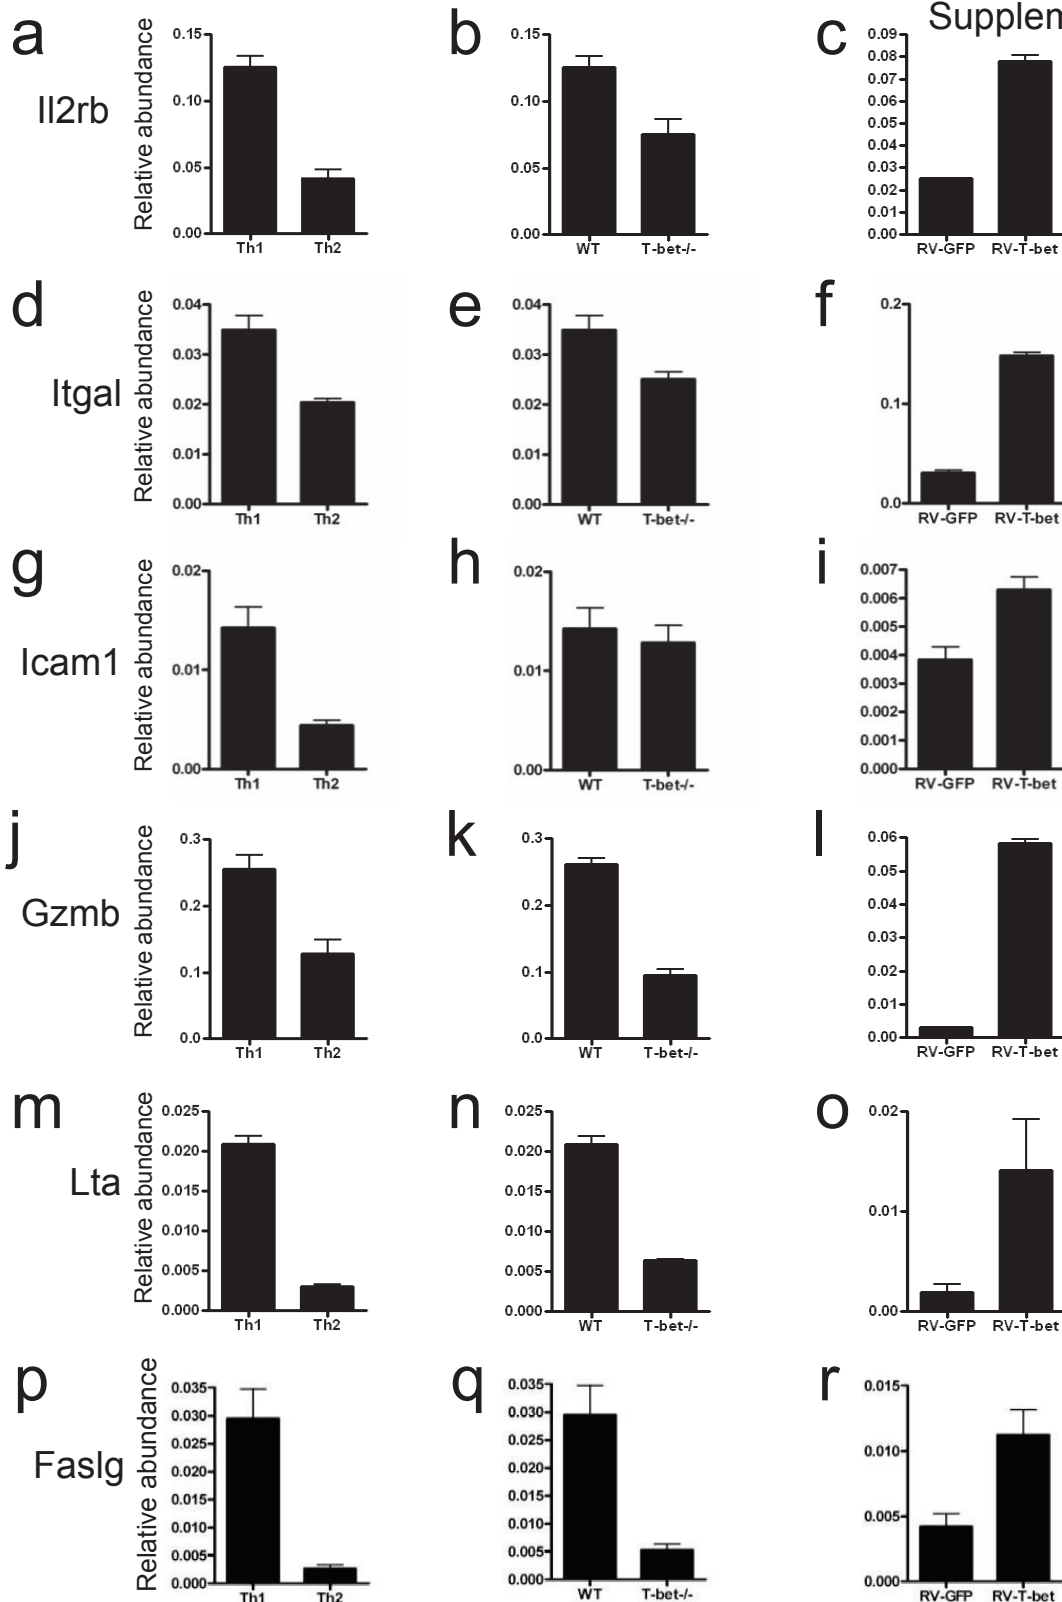 Supplem
a
b
c
Il2rb
Relative abundance
0.15
0.10
0.05
0.00
Th1 Th2
0.15
0.10
0.05
0.00
WT T-bet-/-
0.09
0.08
0.07
0.06
0.05
0.04
0.03
0.02
0.01
0.00
RV-GFP RV-T-bet
d
e
f
Itgal
Relative abundance
0.04
0.03
0.02
0.01
0.00
Th1 Th2
0.04
0.03
0.02
0.01
0.00
WT T-bet-/-
0.2
0.1
0.0
RV-GFP RV-T-bet
g
h
i
Icam1
Relative abundance
0.02
0.01
0.00
Th1 Th2
0.02
0.01
0.00
WT T-bet-/-
0.007
0.006
0.005
0.004
0.003
0.002
0.001
0.000
RV-GFP RV-T-bet
j
k
l
Gzmb
Relative abundance
0.3
0.2
0.1
0.0
Th1 Th2
0.3
0.2
0.1
0.0
WT T-bet-/-
0.06
0.05
0.04
0.03
0.02
0.01
0.00
RV-GFP RV-T-bet
m
n
o
Lta
Relative abundance
0.025
0.020
0.015
0.010
0.005
0.000
Th1 Th2
0.025
0.020
0.015
0.010
0.005
0.000
WT T-bet-/-
0.02
0.01
0.00
RV-GFP RV-T-bet
p
q
r
Faslg
Relative abundance
0.035
0.030
0.025
0.020
0.015
0.010
0.005
0.000
Th1 Th2
0.035
0.030
0.025
0.020
0.015
0.010
0.005
0.000
WT T-bet-/-
0.015
0.010
0.005
0.000
RV-GFP RV-T-bet